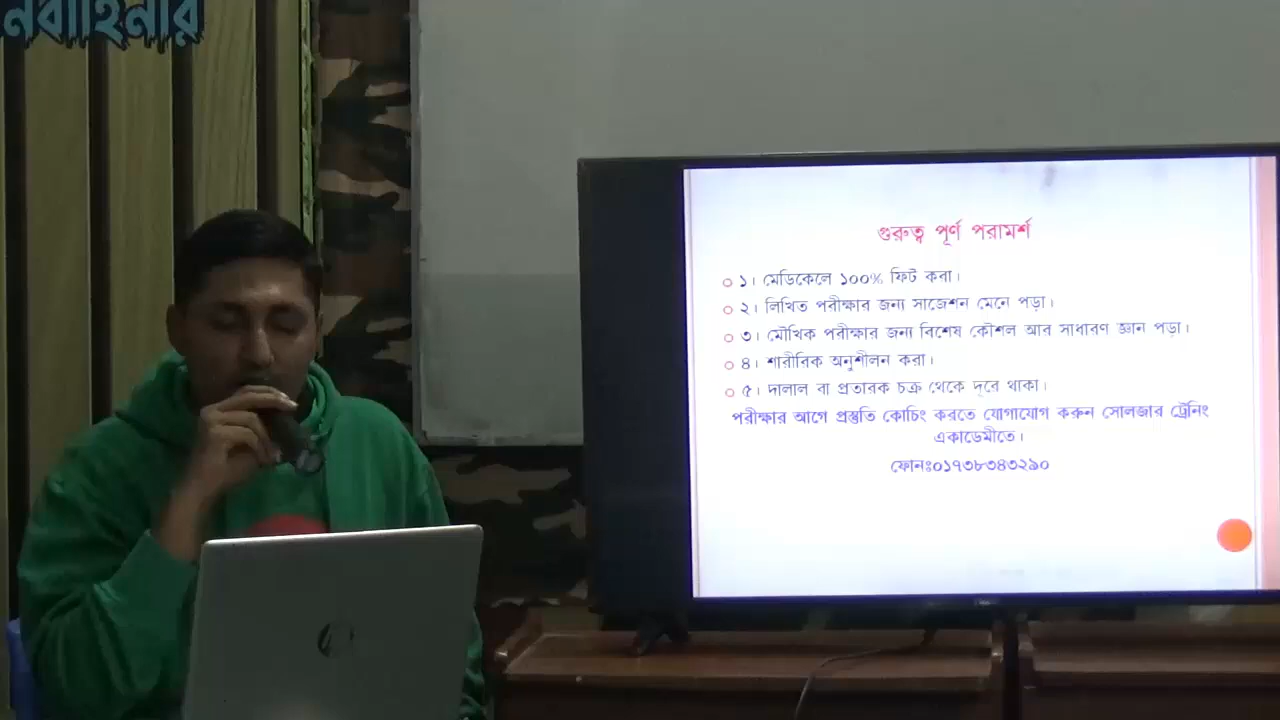 গুরুত্ব পূর্ণ পরামর্শ
১। মেডিকেলে ১০০% ফিট করা।
২। লিখিত পরীক্ষার জন্য সাজেশন মেনে পড়া।
৩। মৌখিক পরীক্ষার জন্য বিশেষ কৌশল আর সাধারণ জ্ঞান পড়া।
৪। শারীরিক অনুশীলন করা।
৫। দালাল বা প্রতারক চক্র থেকে দূরে থাকা।
পরীক্ষার আগে প্রস্তুতি কোচিং করতে যোগাযোগ করুন সোলজার ট্রেনিং
একাডেমীতে।
ফোনঃ০১৭৩৮৩৪৩২৯০
hp